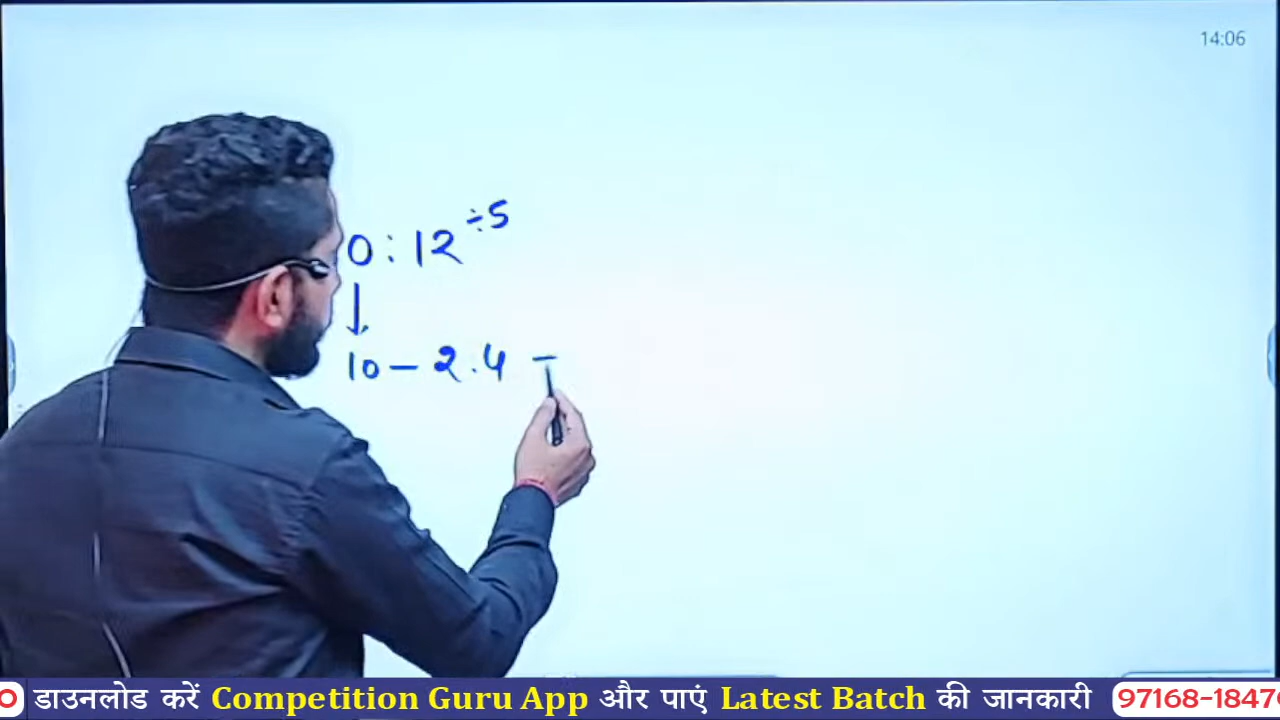 14:06
0 : 12 ÷5
↓
10 – 2.4 –
डाउनलोड करें Competition Guru App और पाएं Latest Batch की जानकारी 97168-1847